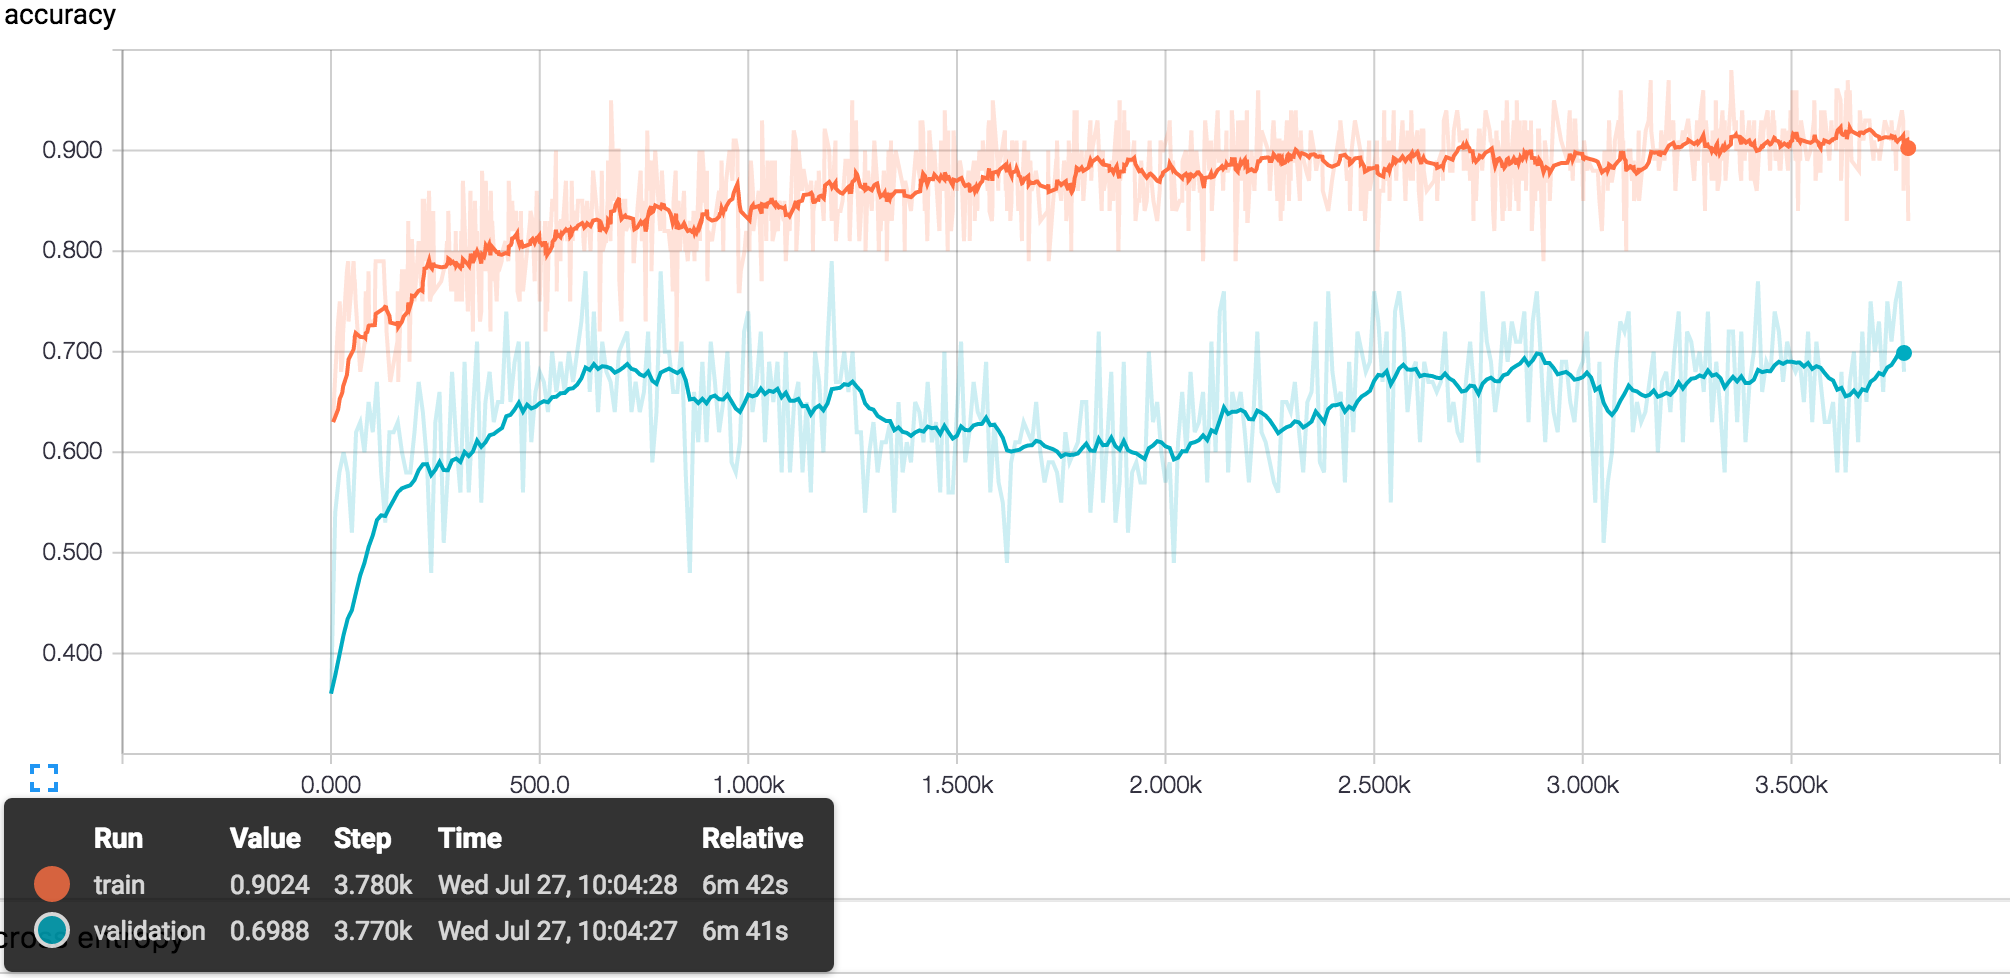 accuracy
0.900
0.800
0.700
0.600
0.500
0.400
0.000 500.0 1.000k 1.500k 2.000k 2.500k 3.000k 3.500k
Run Value Step Time Relative
train 0.9024 3.780k Wed Jul 27, 10:04:28 6m 42s
validation 0.6988 3.770k Wed Jul 27, 10:04:27 6m 41s
cross entropy